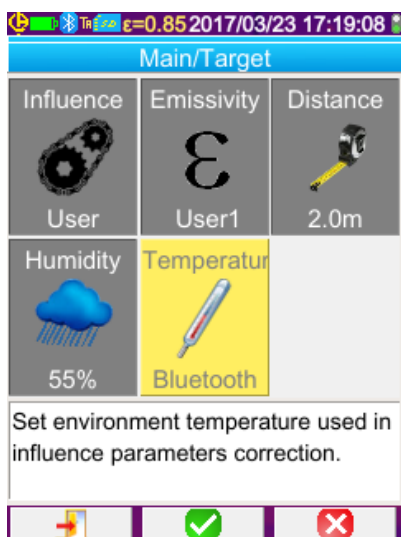 ε=0.85 2017/03/23 17:19:08
Main/Target
Influence Emissivity Distance
ε
User User1 2.0m
Humidity Temperatur
55% Bluetooth
Set environment temperature used in
influence parameters correction.